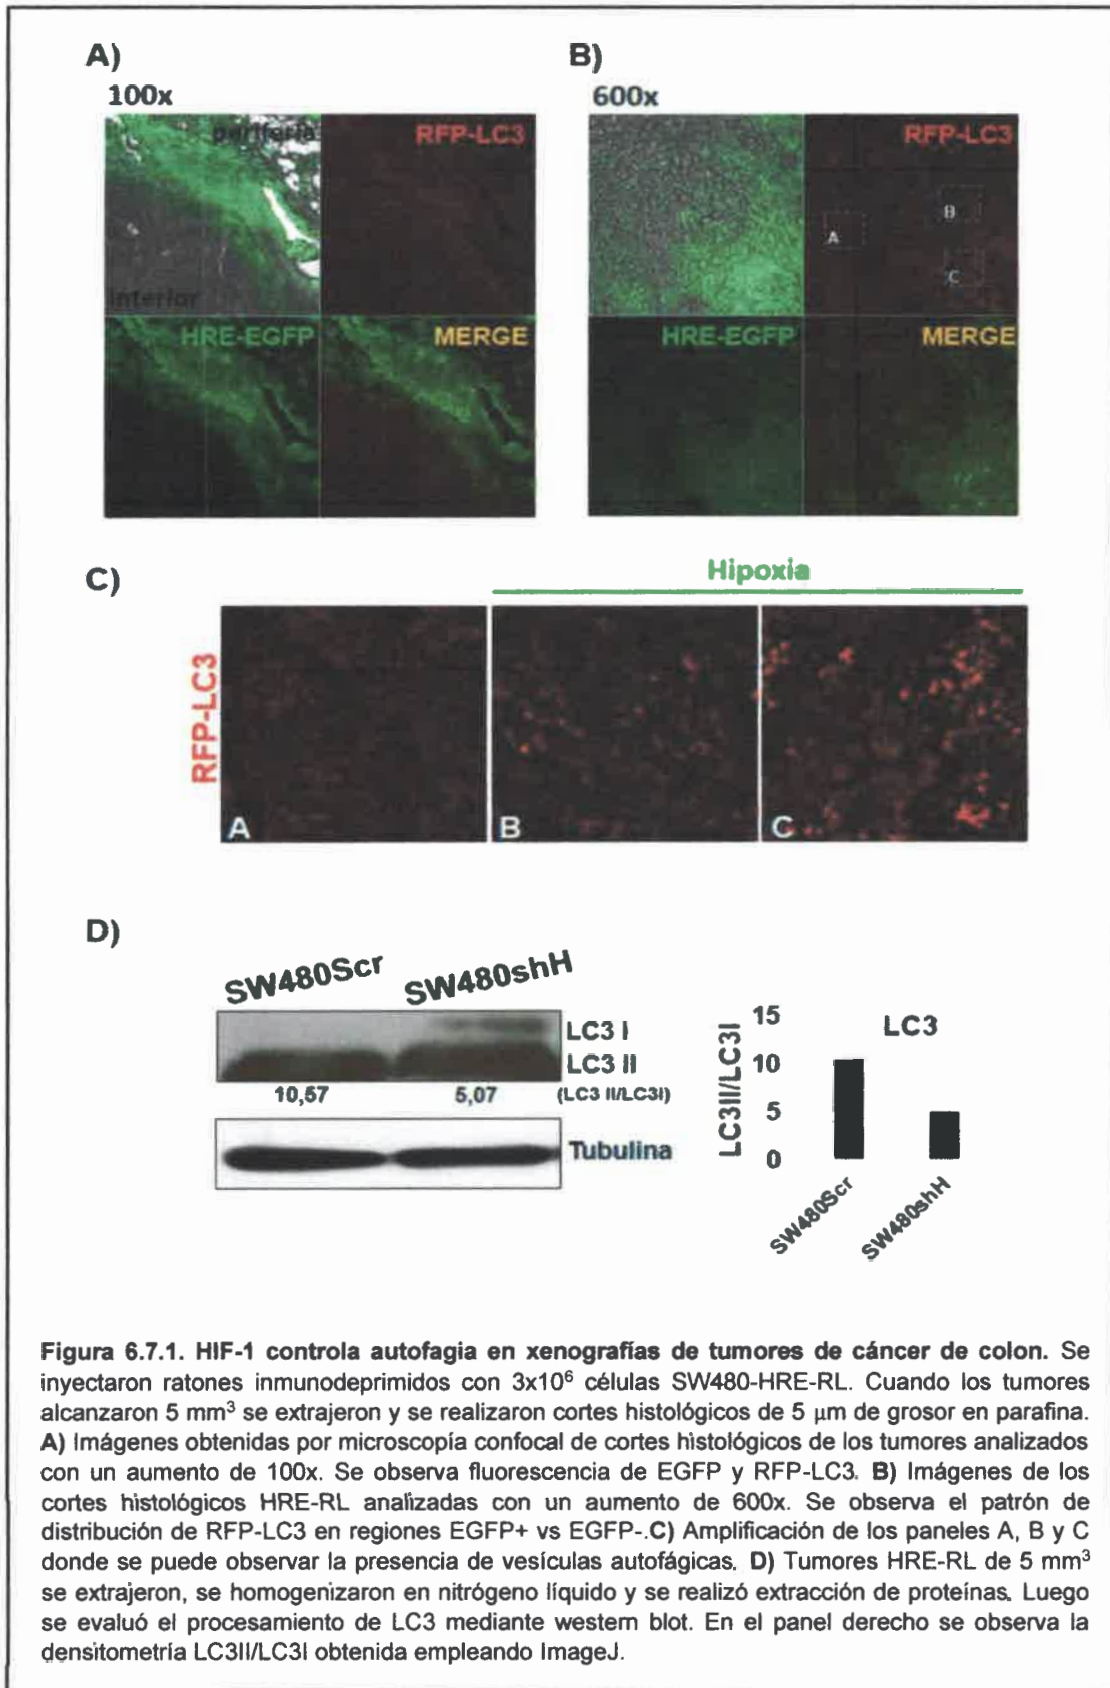 A)
100x
periferia
RFP-LC3
interior
HRE-EGFP
MERGE
B)
600x
RFP-LC3
A
B
C
HRE-EGFP
MERGE
C)
Hipoxia
RFP-LC3
A
B
C
D)
SW480Scr
SW480shH
LC3 I
LC3 II
10,57
5,07
(LC3 II/LC3I)
Tubulina
LC3II/LC3I
15
10
5
0
LC3
SW480Scr
SW480shH
Figura 6.7.1. HIF-1 controla autofagia en xenografías de tumores de cáncer de colon. Se
inyectaron ratones inmunodeprimidos con 3x10⁶ células SW480-HRE-RL. Cuando los tumores
alcanzaron 5 mm³ se extrajeron y se realizaron cortes histológicos de 5 µm de grosor en parafina.
A) Imágenes obtenidas por microscopía confocal de cortes histológicos de los tumores analizados
con un aumento de 100x. Se observa fluorescencia de EGFP y RFP-LC3. B) Imágenes de los
cortes histológicos HRE-RL analizadas con un aumento de 600x. Se observa el patrón de
distribución de RFP-LC3 en regiones EGFP+ vs EGFP-.C) Amplificación de los paneles A, B y C
donde se puede observar la presencia de vesículas autofágicas. D) Tumores HRE-RL de 5 mm³
se extrajeron, se homogenizaron en nitrógeno líquido y se realizó extracción de proteínas. Luego
se evaluó el procesamiento de LC3 mediante western blot. En el panel derecho se observa la
densitometría LC3II/LC3I obtenida empleando ImageJ.